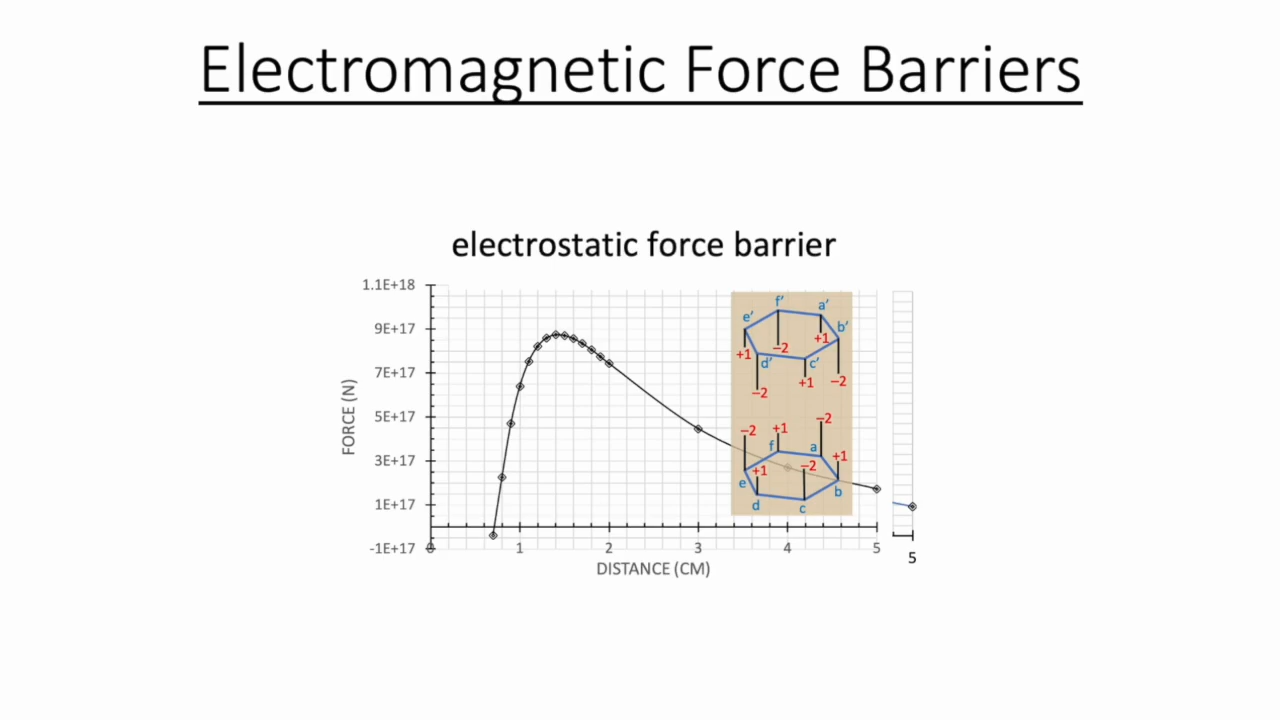 Electromagnetic Force Barriers
electrostatic force barrier
1.1E+18
9E+17
7E+17
5E+17
3E+17
1E+17
-1E+17
FORCE (N)
0 1 2 3 4 5
DISTANCE (CM)
5
f′
a′
e′
b′
+1
−2
+1
d′
c′
+1
−2
−2
−2
−2
+1
f
a
+1
+1
−2
e
b
d
c